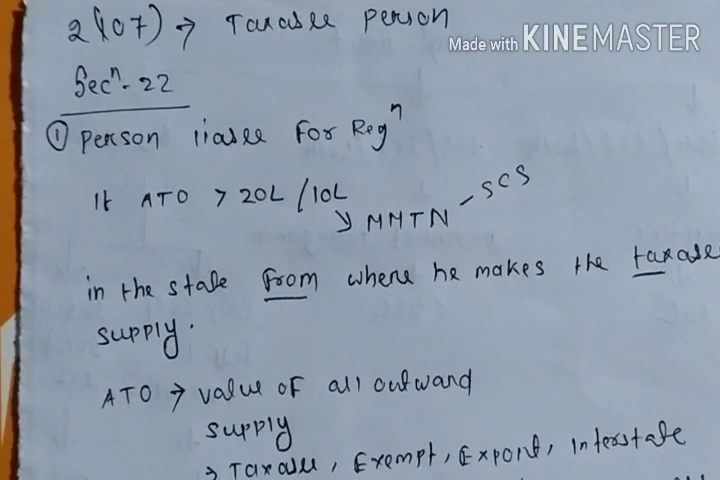 2(107) → Taxable person
Made with KINEMASTER
Secⁿ - 22
① Person liable For Regⁿ
If ATO > 20L / 10L
↘ MMTN - SCS
in the state From where he makes the taxable
supply.
ATO → value of all outward
supply
→ Taxable, Exempt, Export, Interstate